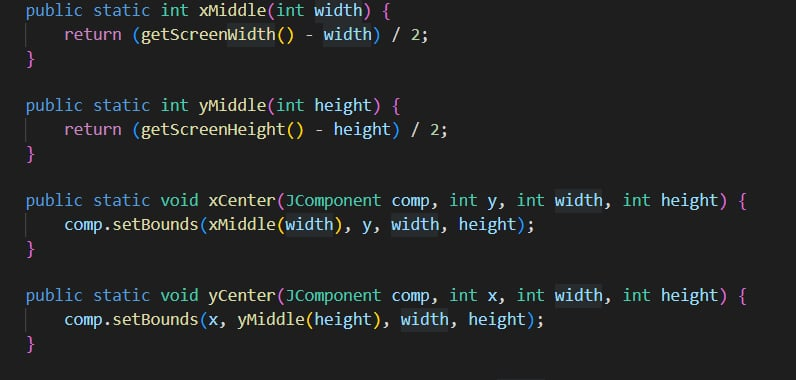 public static int xMiddle(int width) {
    return (getScreenWidth() - width) / 2;
}
public static int yMiddle(int height) {
    return (getScreenHeight() - height) / 2;
}
public static void xCenter(JComponent comp, int y, int width, int height) {
    comp.setBounds(xMiddle(width), y, width, height);
}
public static void yCenter(JComponent comp, int x, int width, int height) {
    comp.setBounds(x, yMiddle(height), width, height);
}